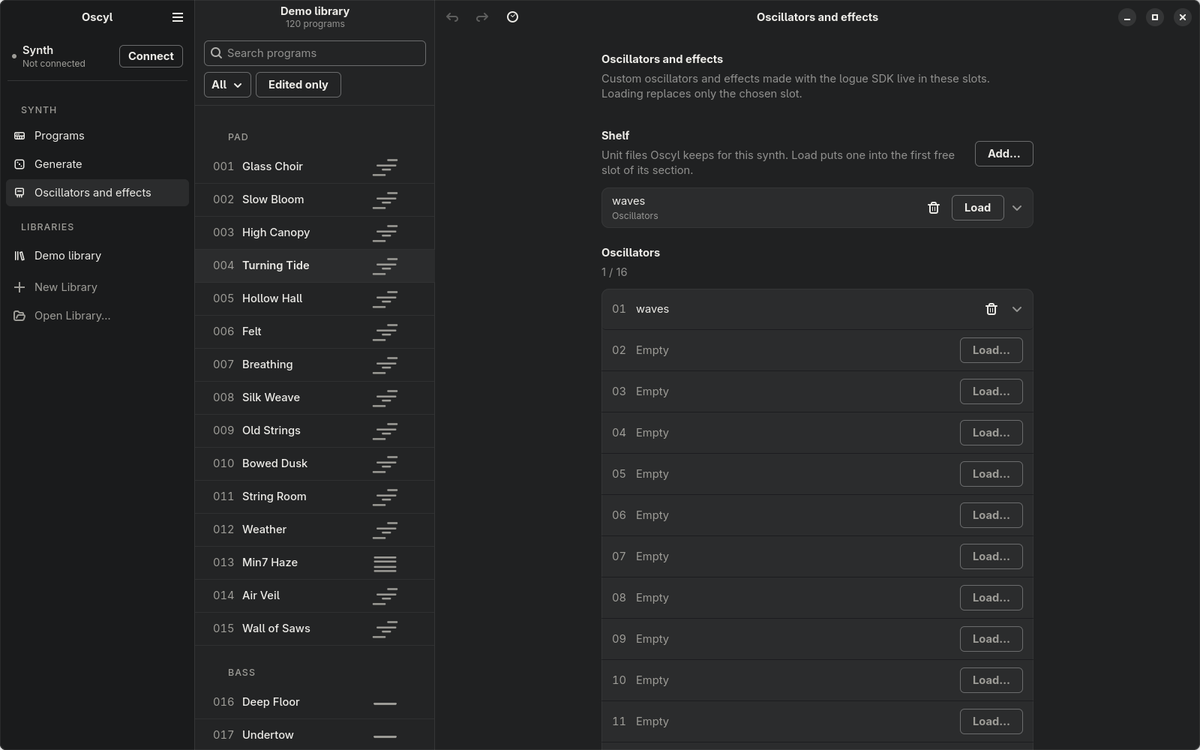 Oscyl
Synth
Not connected
Connect
SYNTH
Programs
Generate
Oscillators and effects
LIBRARIES
Demo library
New Library
Open Library...
Demo library
120 programs
Search programs
All
Edited only
PAD
001 Glass Choir
002 Slow Bloom
003 High Canopy
004 Turning Tide
005 Hollow Hall
006 Felt
007 Breathing
008 Silk Weave
009 Old Strings
010 Bowed Dusk
011 String Room
012 Weather
013 Min7 Haze
014 Air Veil
015 Wall of Saws
BASS
016 Deep Floor
017 Undertow
Oscillators and effects
Oscillators and effects
Custom oscillators and effects made with the logue SDK live in these slots.
Loading replaces only the chosen slot.
Shelf
Unit files Oscyl keeps for this synth. Load puts one into the first free
slot of its section.
Add...
waves
Oscillators
Load
Oscillators
1 / 16
01 waves
02 Empty Load...
03 Empty Load...
04 Empty Load...
05 Empty Load...
06 Empty Load...
07 Empty Load...
08 Empty Load...
09 Empty Load...
10 Empty Load...
11 Empty Load...